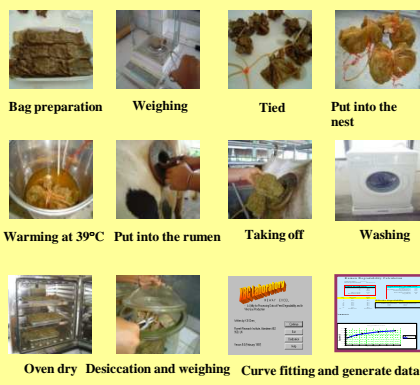 Bag preparation
Weighing
Tied
Put into the
nest
Warming at 39°C
Put into the rumen
Taking off
Washing
Oven dry
Desiccation and weighing
Curve fitting and generate data